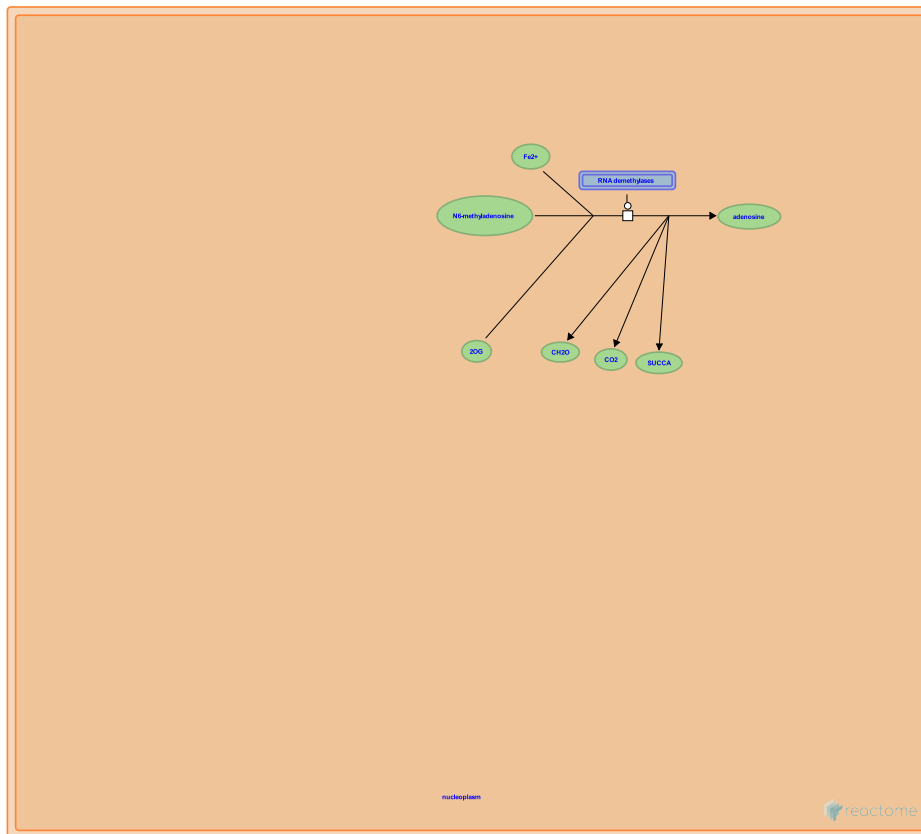 Fe2+
RNA demethylases
N6-methyladenosine
adenosine
2OG
CH2O
CO2
SUCCA
nucleoplasm
reactome